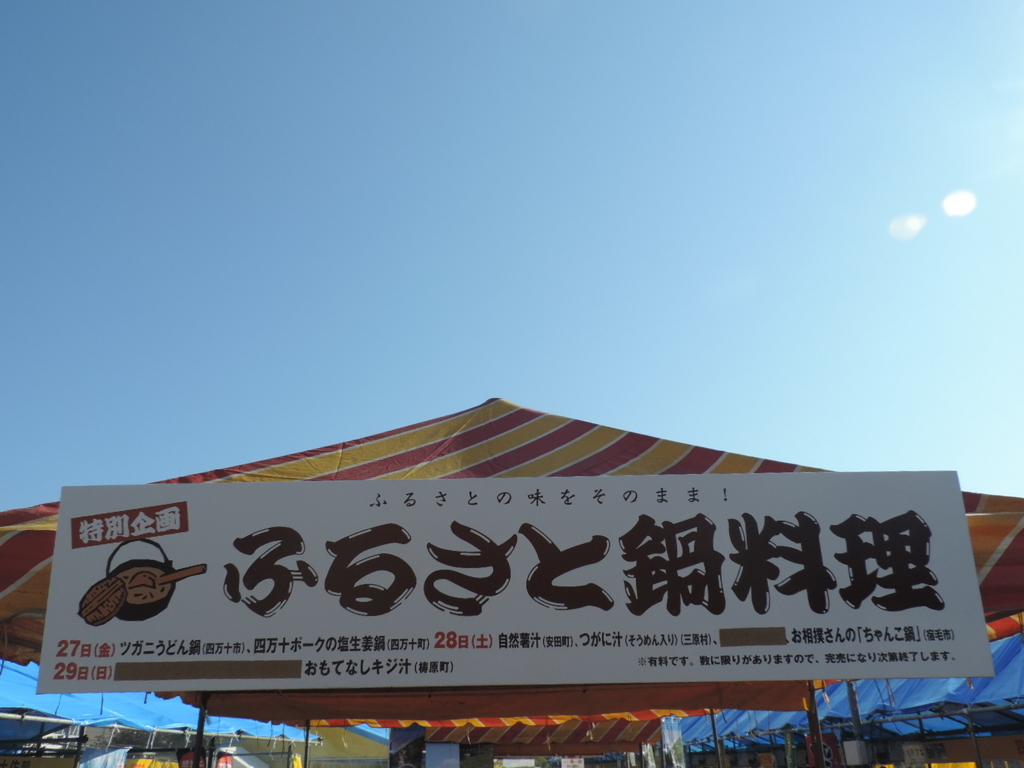 ふるさとの味をそのまま!
特別企画
ふるさと鍋料理
27日(金) ツガニうどん鍋(四万十市)、四万十ポークの塩生姜鍋(四万十町) 28日(土) 自然薯汁(安田町)、つがに汁(そうめん入り)(三原村)、、お相撲さんの「ちゃんこ鍋」(宿毛市)
29日(日) おもてなしキジ汁(梼原町)
※有料です。数に限りがありますので、完売になり次第終了します。